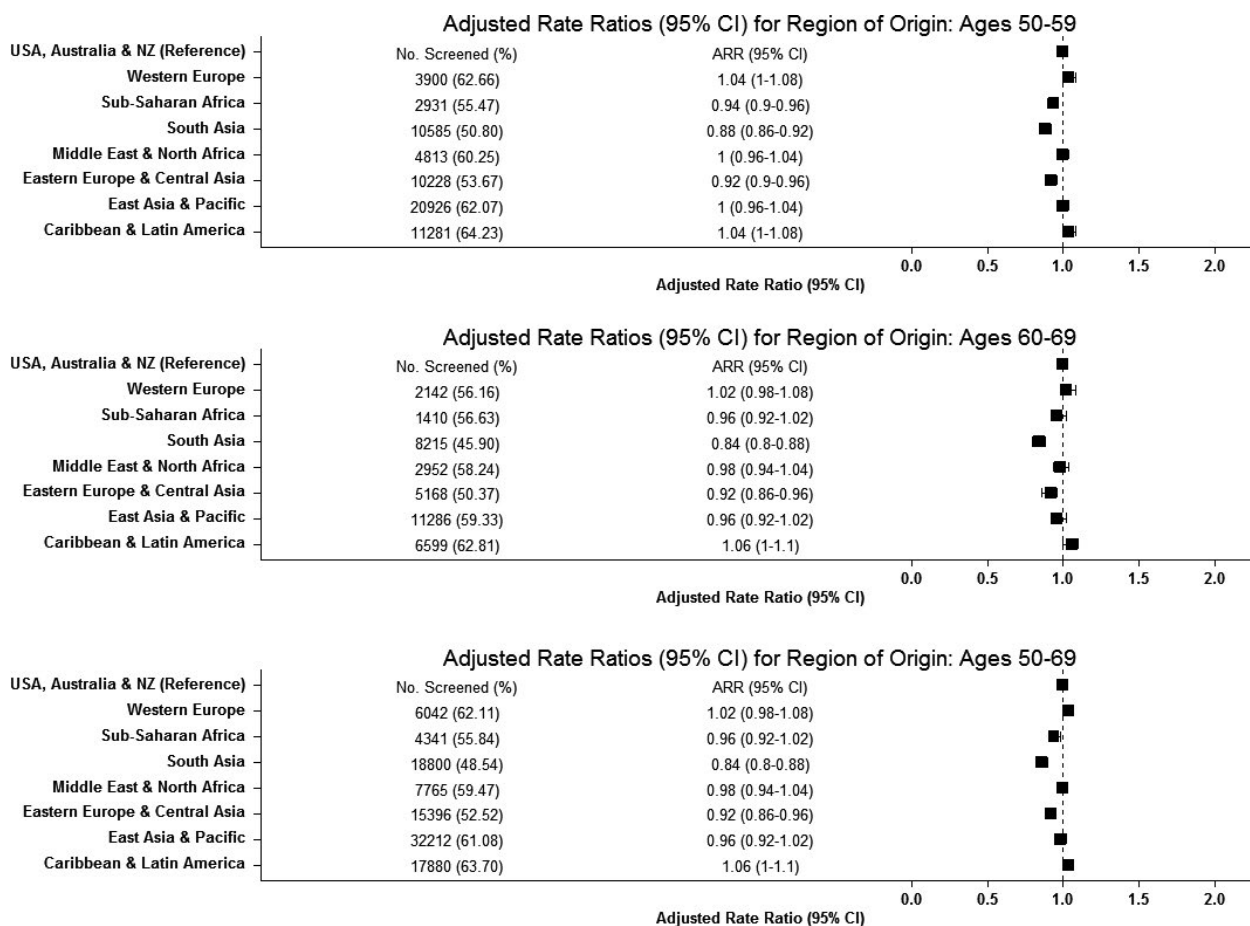 Adjusted Rate Ratios (95% CI) for Region of Origin: Ages 50-59
USA, Australia & NZ (Reference) No. Screened (%) ARR (95% CI)
Western Europe 3900 (62.66) 1.04 (1-1.08)
Sub-Saharan Africa 2931 (55.47) 0.94 (0.9-0.96)
South Asia 10585 (50.80) 0.88 (0.86-0.92)
Middle East & North Africa 4813 (60.25) 1 (0.96-1.04)
Eastern Europe & Central Asia 10228 (53.67) 0.92 (0.9-0.96)
East Asia & Pacific 20926 (62.07) 1 (0.96-1.04)
Caribbean & Latin America 11281 (64.23) 1.04 (1-1.08)
0.0 0.5 1.0 1.5 2.0
Adjusted Rate Ratio (95% CI)
Adjusted Rate Ratios (95% CI) for Region of Origin: Ages 60-69
USA, Australia & NZ (Reference) No. Screened (%) ARR (95% CI)
Western Europe 2142 (56.16) 1.02 (0.98-1.08)
Sub-Saharan Africa 1410 (56.63) 0.96 (0.92-1.02)
South Asia 8215 (45.90) 0.84 (0.8-0.88)
Middle East & North Africa 2952 (58.24) 0.98 (0.94-1.04)
Eastern Europe & Central Asia 5168 (50.37) 0.92 (0.86-0.96)
East Asia & Pacific 11286 (59.33) 0.96 (0.92-1.02)
Caribbean & Latin America 6599 (62.81) 1.06 (1-1.1)
0.0 0.5 1.0 1.5 2.0
Adjusted Rate Ratio (95% CI)
Adjusted Rate Ratios (95% CI) for Region of Origin: Ages 50-69
USA, Australia & NZ (Reference) No. Screened (%) ARR (95% CI)
Western Europe 6042 (62.11) 1.02 (0.98-1.08)
Sub-Saharan Africa 4341 (55.84) 0.96 (0.92-1.02)
South Asia 18800 (48.54) 0.84 (0.8-0.88)
Middle East & North Africa 7765 (59.47) 0.98 (0.94-1.04)
Eastern Europe & Central Asia 15396 (52.52) 0.92 (0.86-0.96)
East Asia & Pacific 32212 (61.08) 0.96 (0.92-1.02)
Caribbean & Latin America 17880 (63.70) 1.06 (1-1.1)
0.0 0.5 1.0 1.5 2.0
Adjusted Rate Ratio (95% CI)